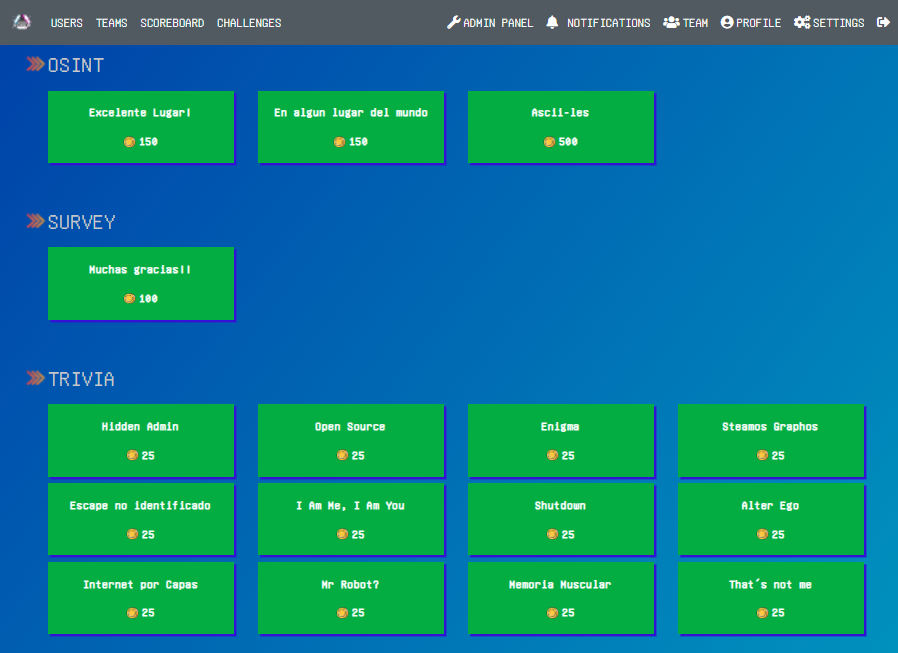 USERS TEAMS SCOREBOARD CHALLENGES ADMIN PANEL NOTIFICATIONS TEAM PROFILE SETTINGS
OSINT
Excelente Lugar! En algun lugar del mundo Ascii-les
150 150 500
SURVEY
Muchas gracias!!
100
TRIVIA
Hidden Admin Open Source Enigma Steamos Graphos
25 25 25 25
Escape no identificado I Am Me, I Am You Shutdown Alter Ego
25 25 25 25
Internet por Capas Mr Robot? Memoria Muscular That´s not me
25 25 25 25